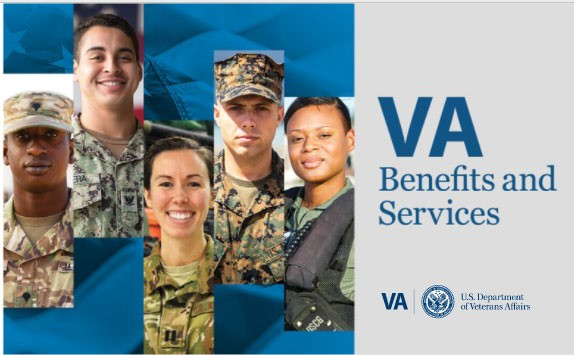 VA
Benefits and
Services
VA
U.S. Department
of Veterans Affairs